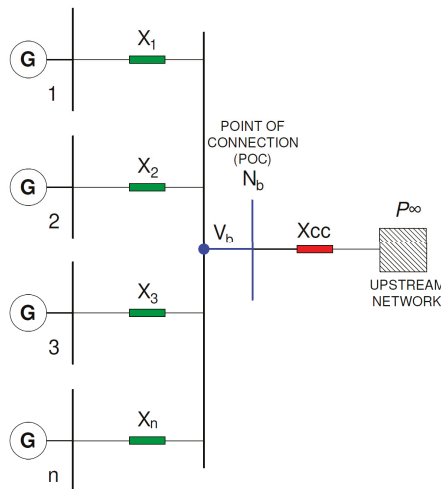 G
X1
1
G
X2
2
POINT OF
CONNECTION
(POC)
Nb
Vb
Xcc
P∞
UPSTREAM
NETWORK
G
X3
3
G
Xn
n